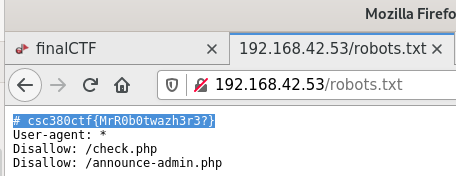 Mozilla Firefo
finalCTF
192.168.42.53/robots.txt
192.168.42.53/robots.txt
# csc380ctf{MrR0b0twazh3r3?}
User-agent: *
Disallow: /check.php
Disallow: /announce-admin.php